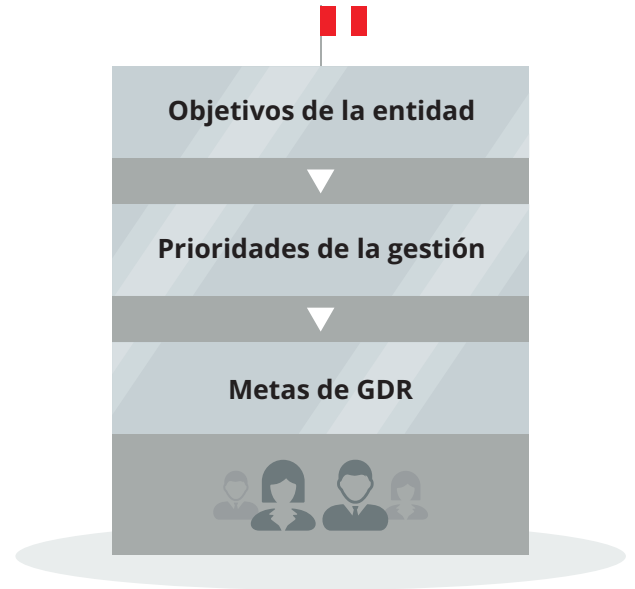 Objetivos de la entidad
Prioridades de la gestión
Metas de GDR